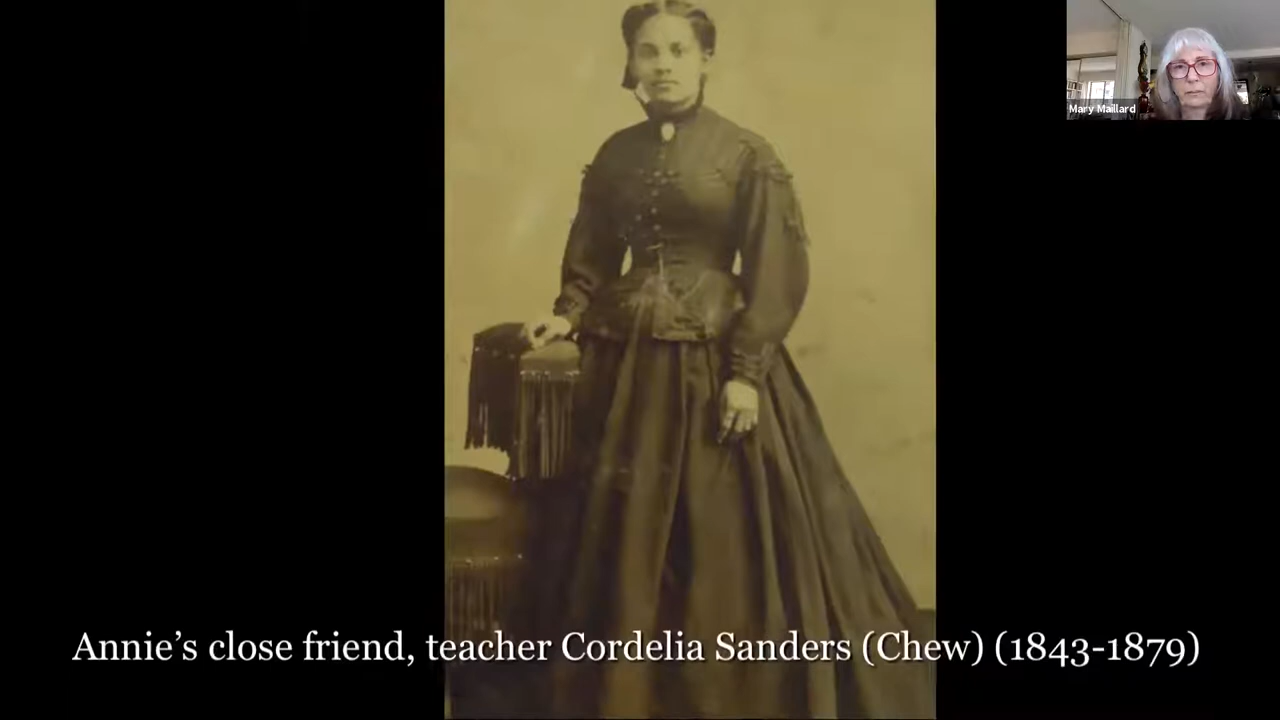 Mary Maillard
Annie’s close friend, teacher Cordelia Sanders (Chew) (1843-1879)